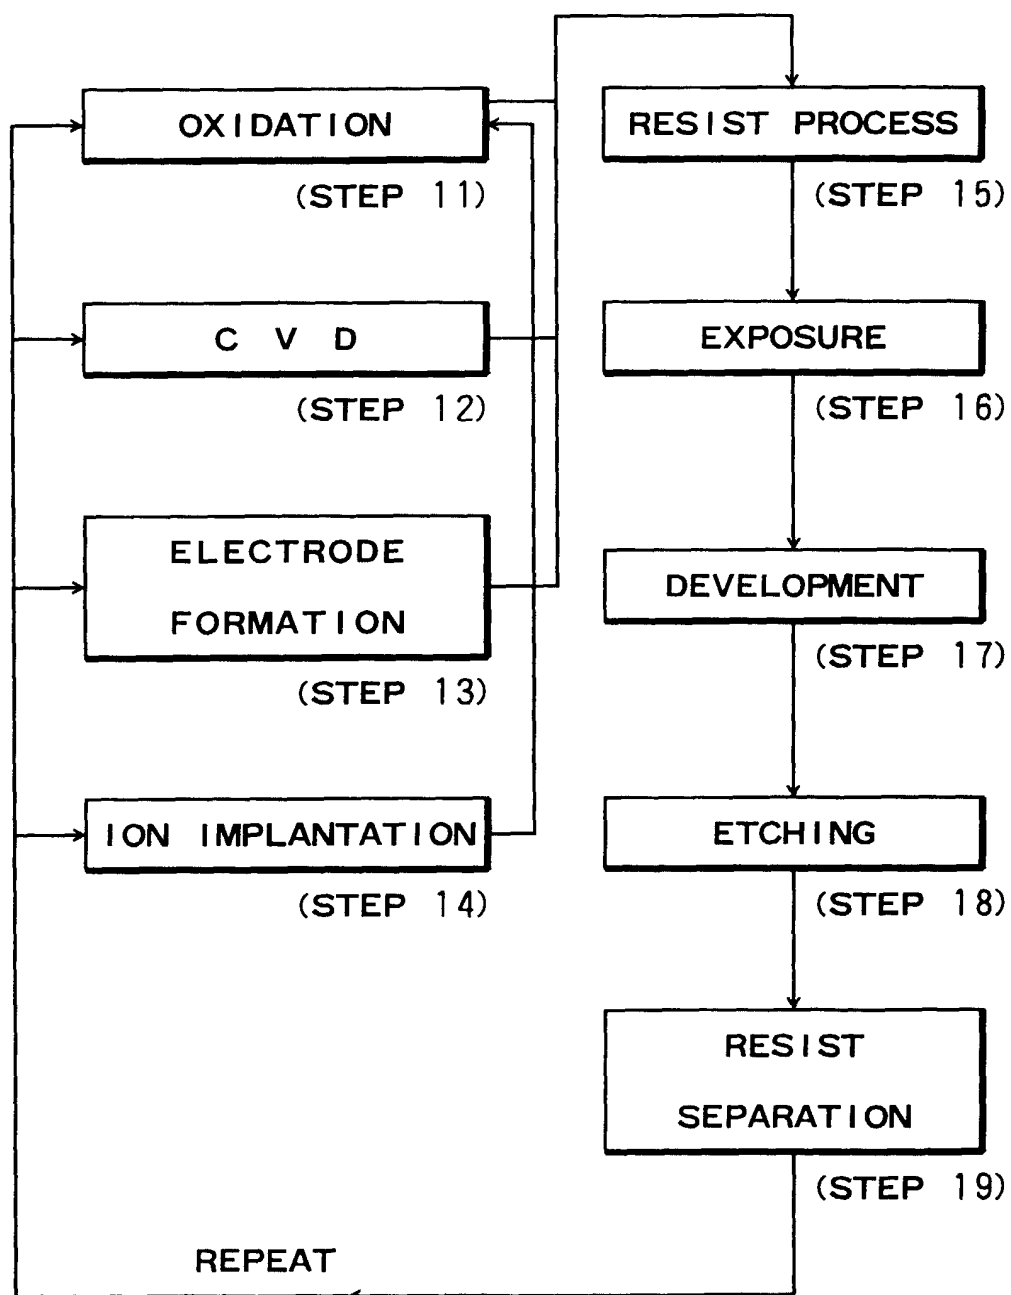 OXIDATION
(STEP 11)
CVD
(STEP 12)
ELECTRODE
FORMATION
(STEP 13)
ION IMPLANTATION
(STEP 14)
RESIST PROCESS
(STEP 15)
EXPOSURE
(STEP 16)
DEVELOPMENT
(STEP 17)
ETCHING
(STEP 18)
RESIST
SEPARATION
(STEP 19)
REPEAT